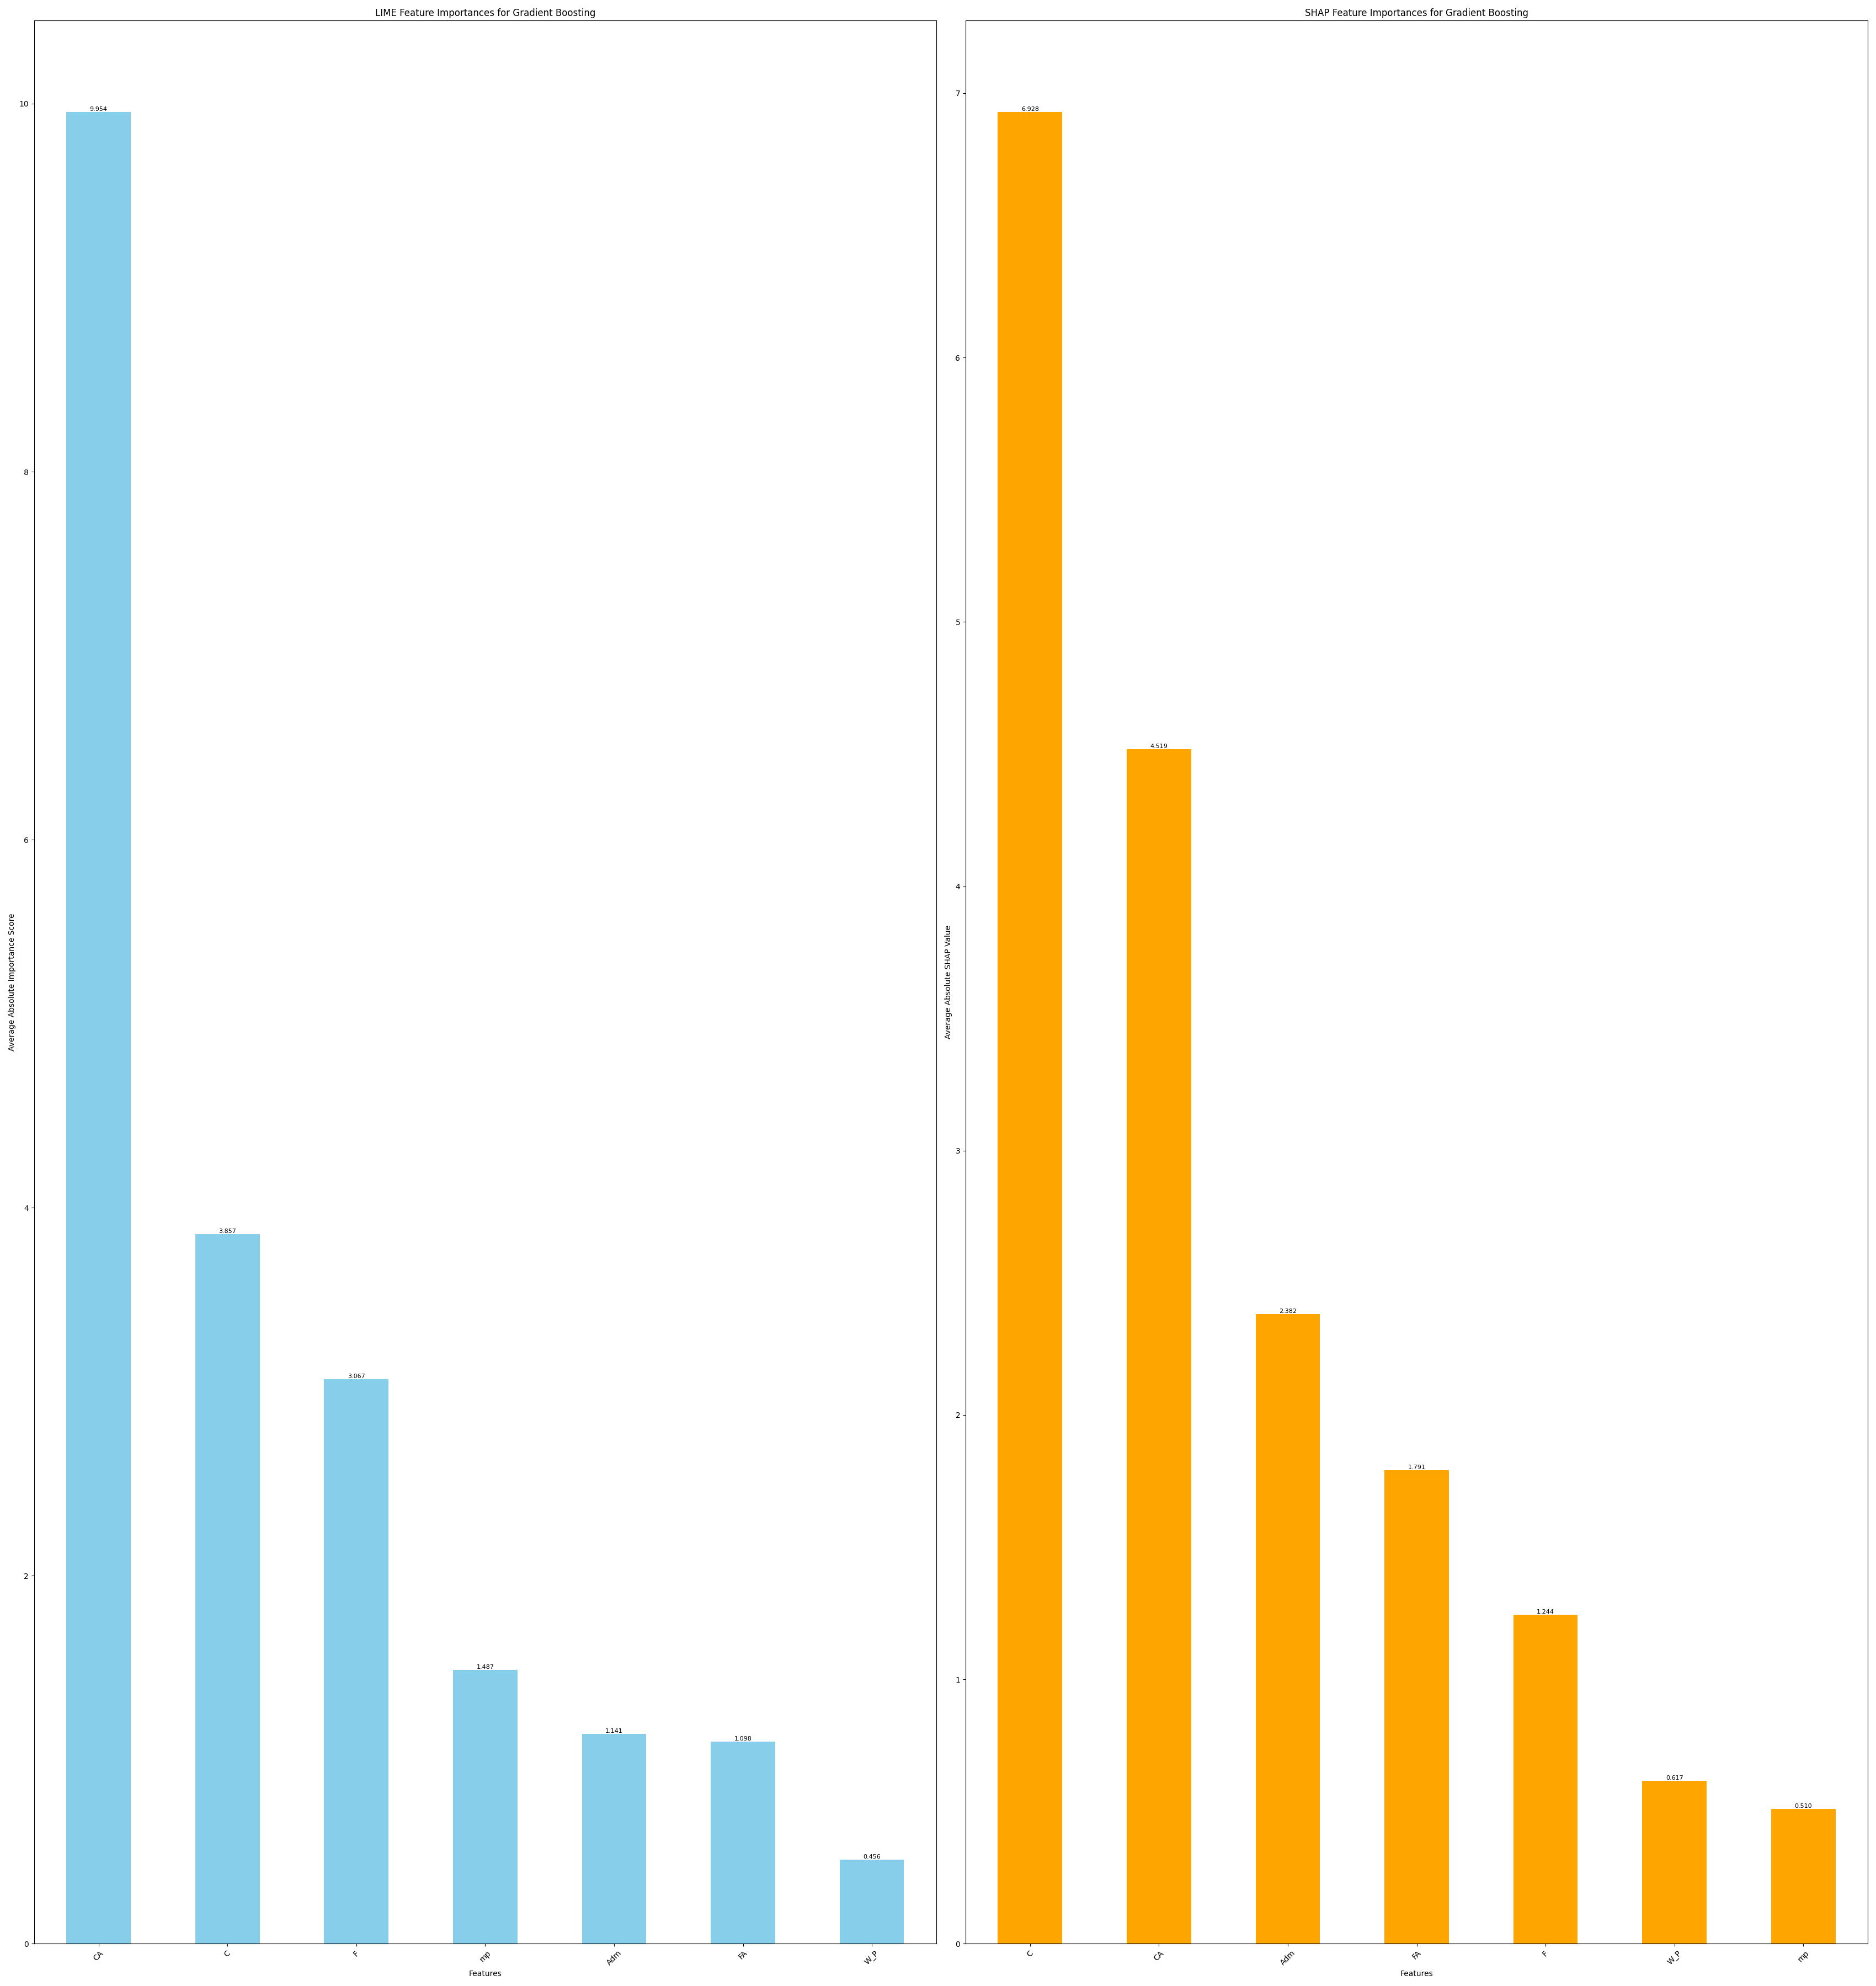 LIME Feature Importances for Gradient Boosting
Average Absolute Importance Score
10
8
6
4
2
0
9.954
3.857
3.067
1.487
1.141
1.098
0.456
CA
C
F
mp
Adm
FA
W_P
Features
SHAP Feature Importances for Gradient Boosting
Average Absolute SHAP Value
7
6
5
4
3
2
1
0
6.928
4.519
2.382
1.791
1.244
0.617
0.510
C
CA
Adm
FA
F
W_P
mp
Features